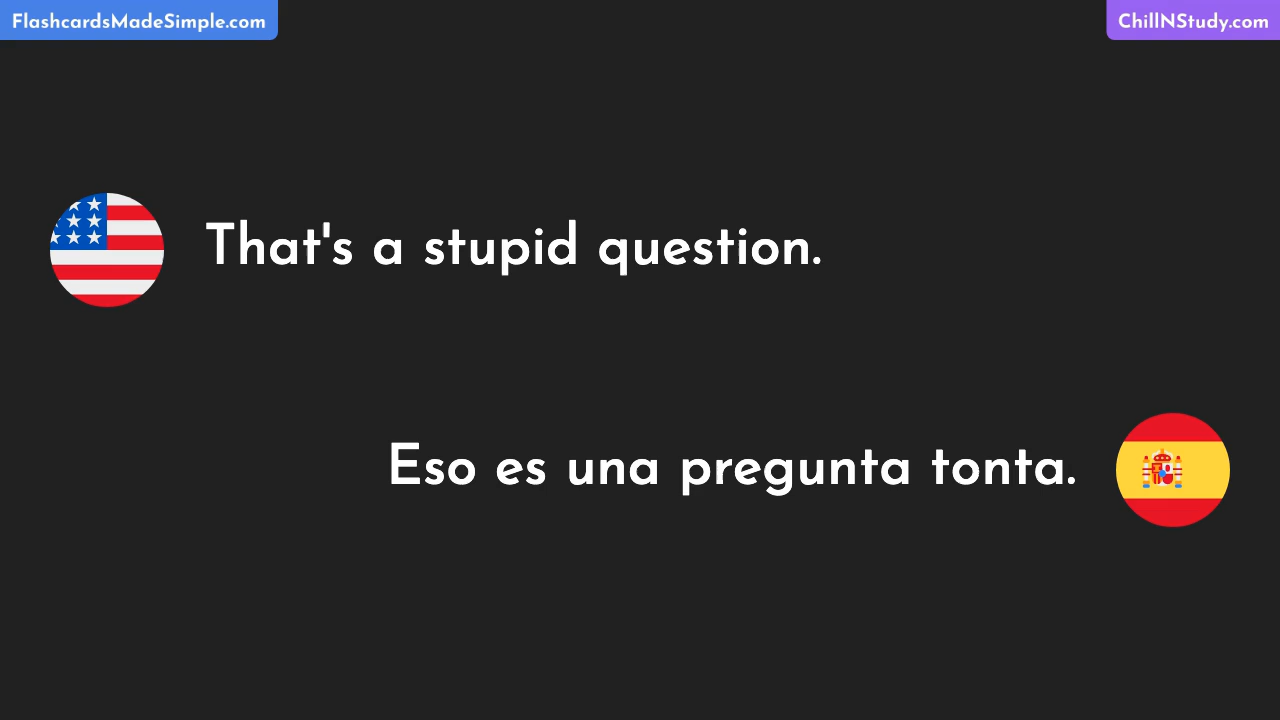 FlashcardsMadeSimple.com
ChillNStudy.com
That's a stupid question.
Eso es una pregunta tonta.